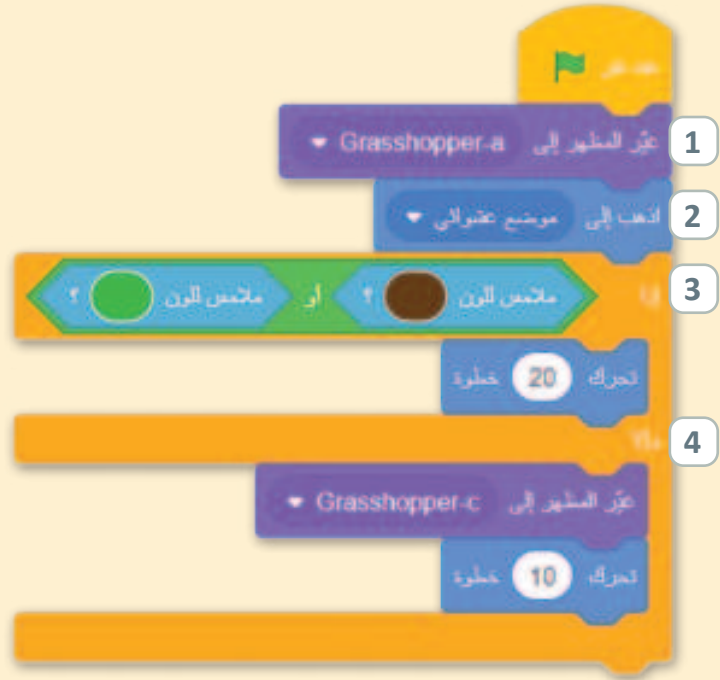 عند نقر
1 غيّر المظهر إلى Grasshopper-a
2 اذهب إلى موضع عشوائي
3 إذا ملامس للون ؟ أو ملامس للون ؟
تحرك 20 خطوة
4 وإلا
غيّر المظهر إلى Grasshopper-c
تحرك 10 خطوة